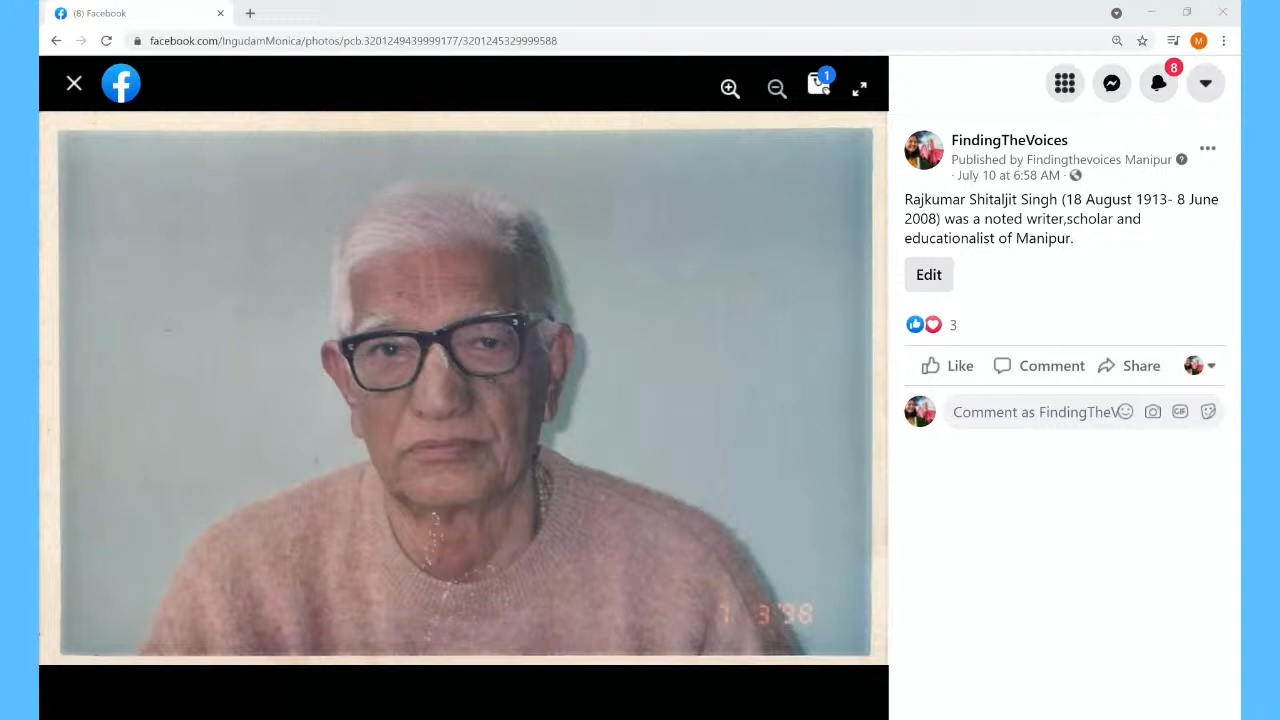 (8) Facebook
facebook.com/IngudamMonica/photos/pcb.3201249439999177/3201245329999588
M
1
8
FindingTheVoices
Published by Findingthevoices Manipur
· July 10 at 6:58 AM ·
Rajkumar Shitaljit Singh (18 August 1913- 8 June
2008) was a noted writer,scholar and
educationalist of Manipur.
Edit
3
Like Comment Share
Comment as FindingTheV
GIF